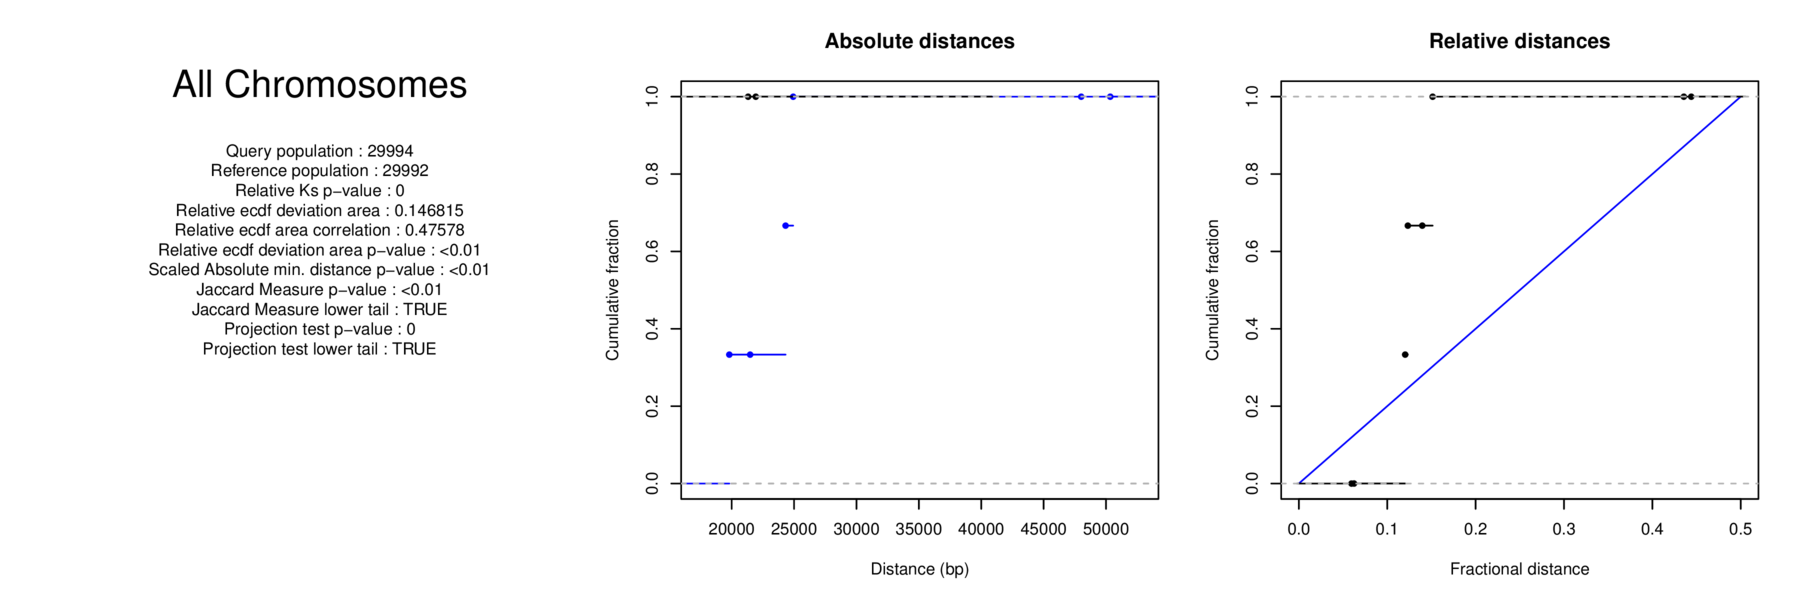 All Chromosomes
Query population : 29994
Reference population : 29992
Relative Ks p−value : 0
Relative ecdf deviation area : 0.146815
Relative ecdf area correlation : 0.47578
Relative ecdf deviation area p−value : <0.01
Scaled Absolute min. distance p−value : <0.01
Jaccard Measure p−value : <0.01
Jaccard Measure lower tail : TRUE
Projection test p−value : 0
Projection test lower tail : TRUE
Absolute distances
Cumulative fraction
1.0
0.8
0.6
0.4
0.2
0.0
20000 25000 30000 35000 40000 45000 50000
Distance (bp)
Relative distances
Cumulative fraction
1.0
0.8
0.6
0.4
0.2
0.0
0.0 0.1 0.2 0.3 0.4 0.5
Fractional distance